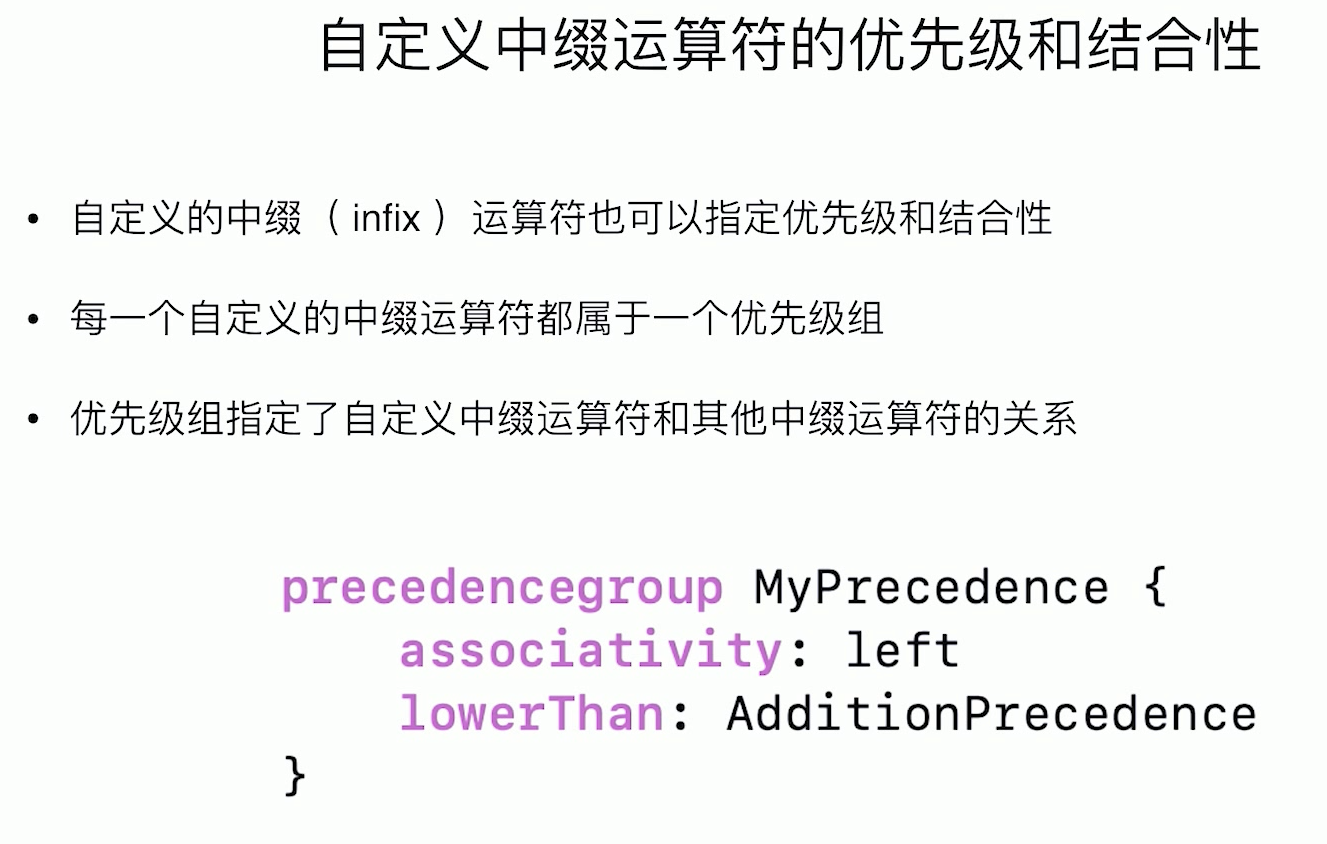 自定义中缀运算符的优先级和结合性
• 自定义的中缀（ infix ）运算符也可以指定优先级和结合性
• 每一个自定义的中缀运算符都属于一个优先级组
• 优先级组指定了自定义中缀运算符和其他中缀运算符的关系
precedencegroup MyPrecedence {
    associativity: left
    lowerThan: AdditionPrecedence
}